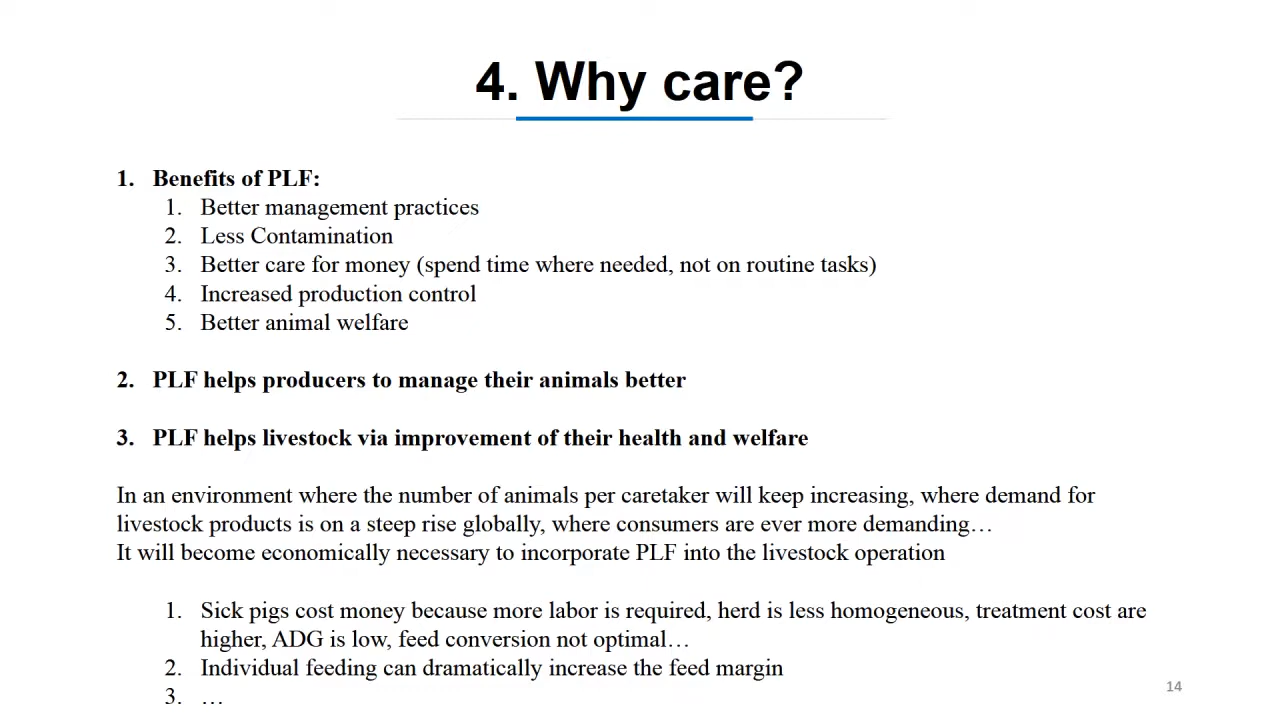 4. Why care?
1. Benefits of PLF:
1. Better management practices
2. Less Contamination
3. Better care for money (spend time where needed, not on routine tasks)
4. Increased production control
5. Better animal welfare
2. PLF helps producers to manage their animals better
3. PLF helps livestock via improvement of their health and welfare
In an environment where the number of animals per caretaker will keep increasing, where demand for
livestock products is on a steep rise globally, where consumers are ever more demanding…
It will become economically necessary to incorporate PLF into the livestock operation
1. Sick pigs cost money because more labor is required, herd is less homogeneous, treatment cost are
higher, ADG is low, feed conversion not optimal…
2. Individual feeding can dramatically increase the feed margin
3. …
14